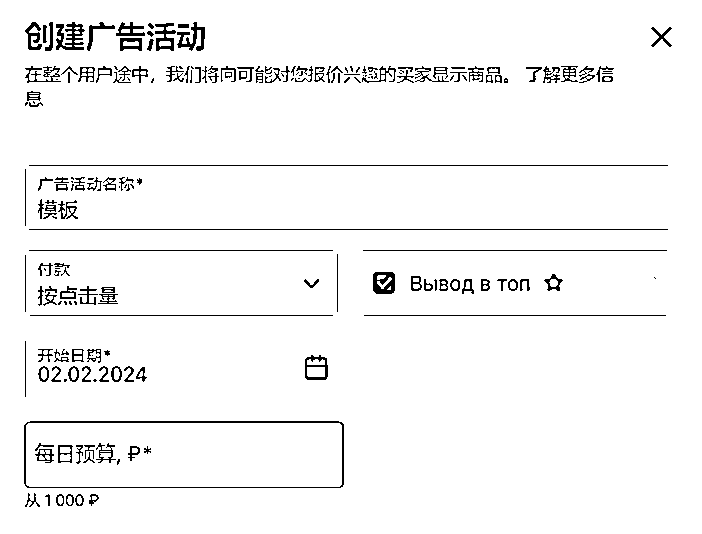 创建广告活动
在整个用户途中，我们将向可能对您报价兴趣的买家显示商品。 了解更多信
息
广告活动名称*
模板
付款
按点击量
Вывод в топ
开始日期*
02.02.2024
每日预算, ₽*
从 1 000 ₽